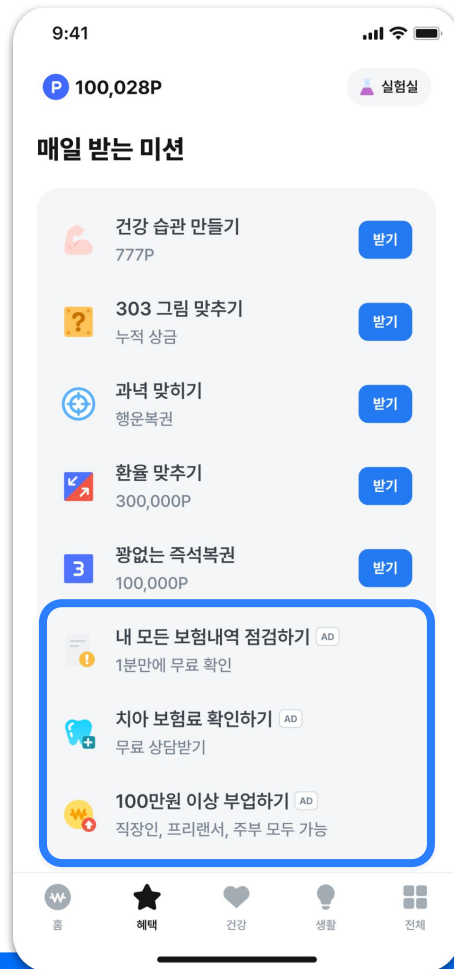 9:41
P 100,028P
실험실
매일 받는 미션
건강 습관 만들기
777P
받기
303 그림 맞추기
누적 상금
받기
과녁 맞히기
행운복권
받기
환율 맞추기
300,000P
받기
3
꽝없는 즉석복권
100,000P
받기
내 모든 보험내역 점검하기 AD
1분만에 무료 확인
치아 보험료 확인하기 AD
무료 상담받기
100만원 이상 부업하기 AD
직장인, 프리랜서, 주부 모두 가능
홈
혜택
건강
생활
전체